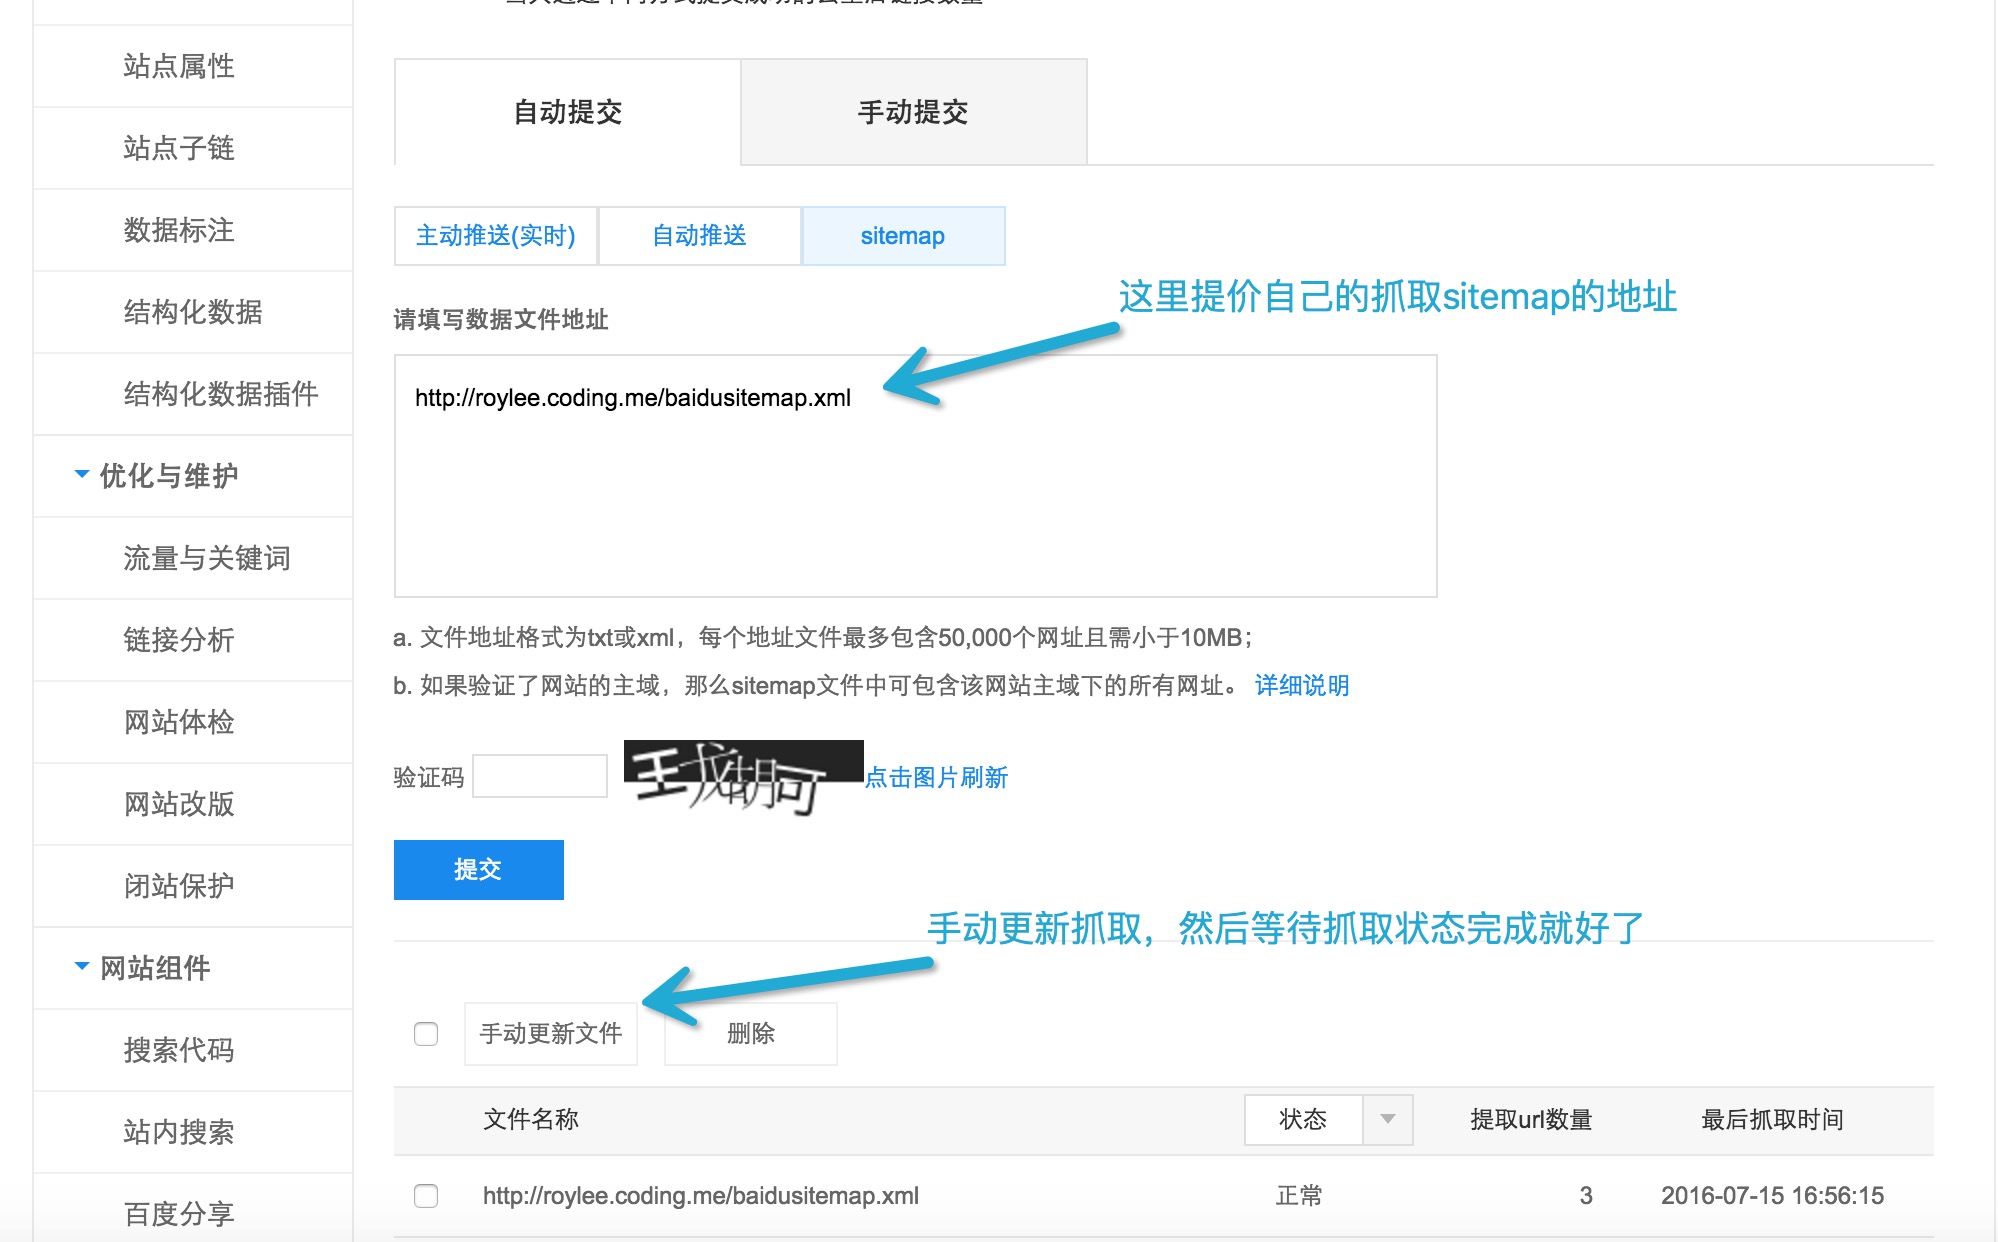 站点属性
站点子链
数据标注
结构化数据
结构化数据插件
优化与维护
流量与关键词
链接分析
网站体检
网站改版
闭站保护
网站组件
搜索代码
站内搜索
百度分享
自动提交
手动提交
主动推送(实时)
自动推送
sitemap
这里提价自己的抓取sitemap的地址
请填写数据文件地址
http://roylee.coding.me/baidusitemap.xml
a. 文件地址格式为txt或xml，每个地址文件最多包含50,000个网址且需小于10MB；
b. 如果验证了网站的主域，那么sitemap文件中可包含该网站主域下的所有网址。 详细说明
验证码
点击图片刷新
提交
手动更新抓取，然后等待抓取状态完成就好了
手动更新文件
删除
文件名称
状态
提取url数量
最后抓取时间
http://roylee.coding.me/baidusitemap.xml
正常
3
2016-07-15 16:56:15